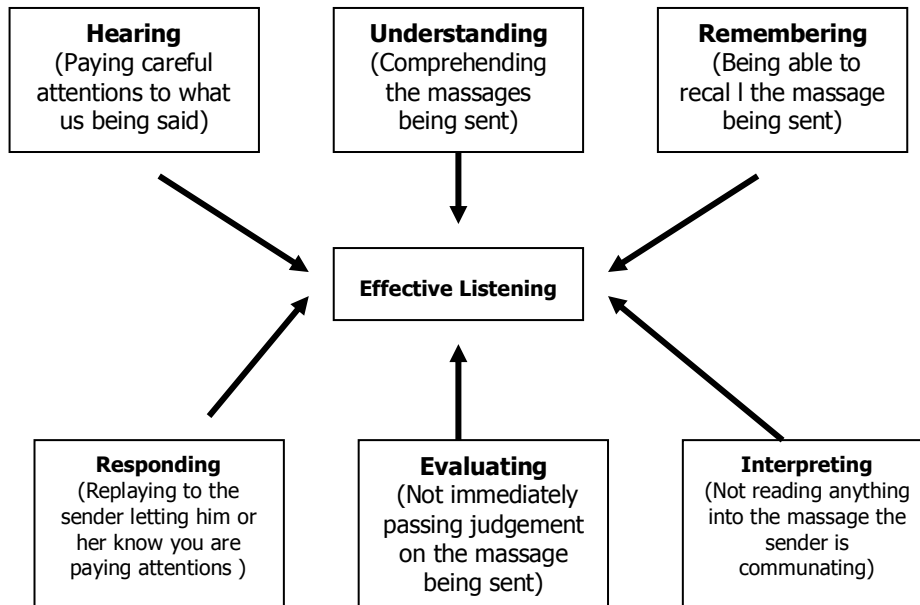 Hearing
(Paying careful
attentions to what
us being said)
Understanding
(Comprehending
the massages
being sent)
Remembering
(Being able to
recal l the massage
being sent)
Effective Listening
Responding
(Replaying to the
sender letting him or
her know you are
paying attentions )
Evaluating
(Not immediately
passing judgement
on the massage
being sent)
Interpreting
(Not reading anything
into the massage the
sender is
communating)